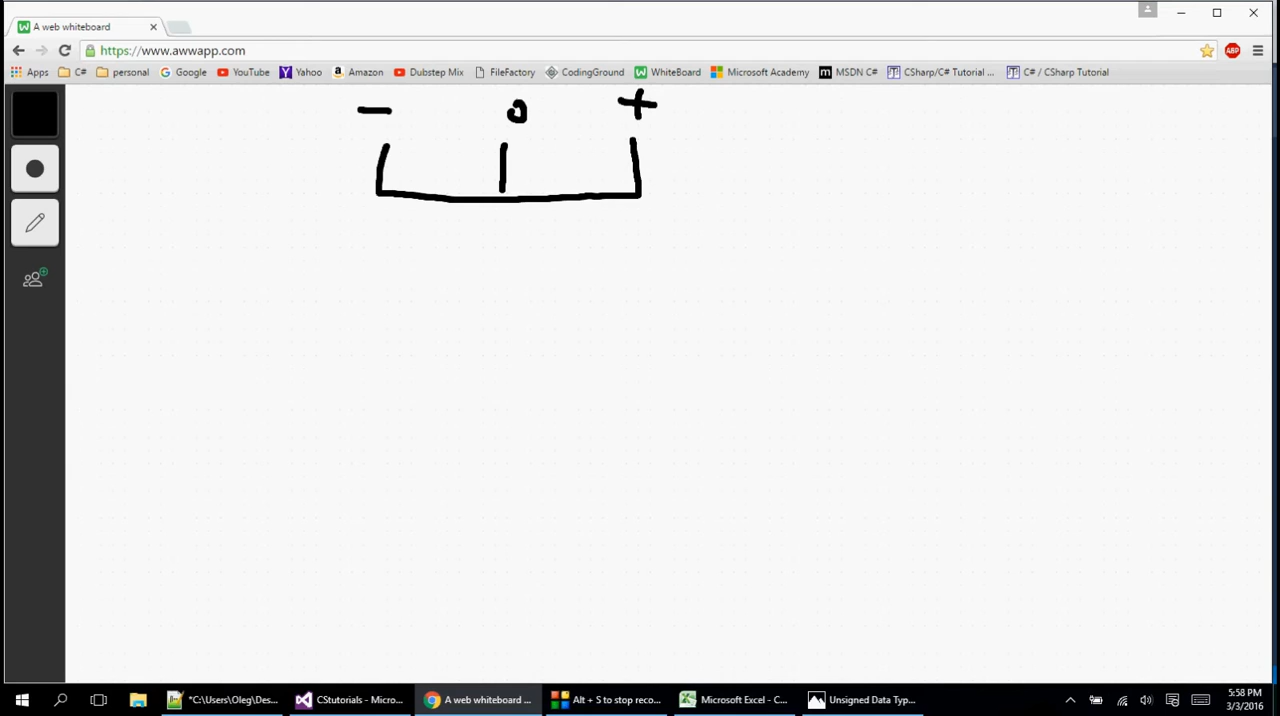 A web whiteboard
https://www.awwapp.com
ABP
Apps C# personal Google YouTube Yahoo Amazon Dubstep Mix FileFactory CodingGround WhiteBoard Microsoft Academy MSDN C# CSharp/C# Tutorial ... C# / CSharp Tutorial
- 0 +
*C:\Users\Oleg\Des... CStutorials - Micro... A web whiteboard ... Alt + S to stop reco... Microsoft Excel - C... Unsigned Data Typ...
5:58 PM
3/3/2016